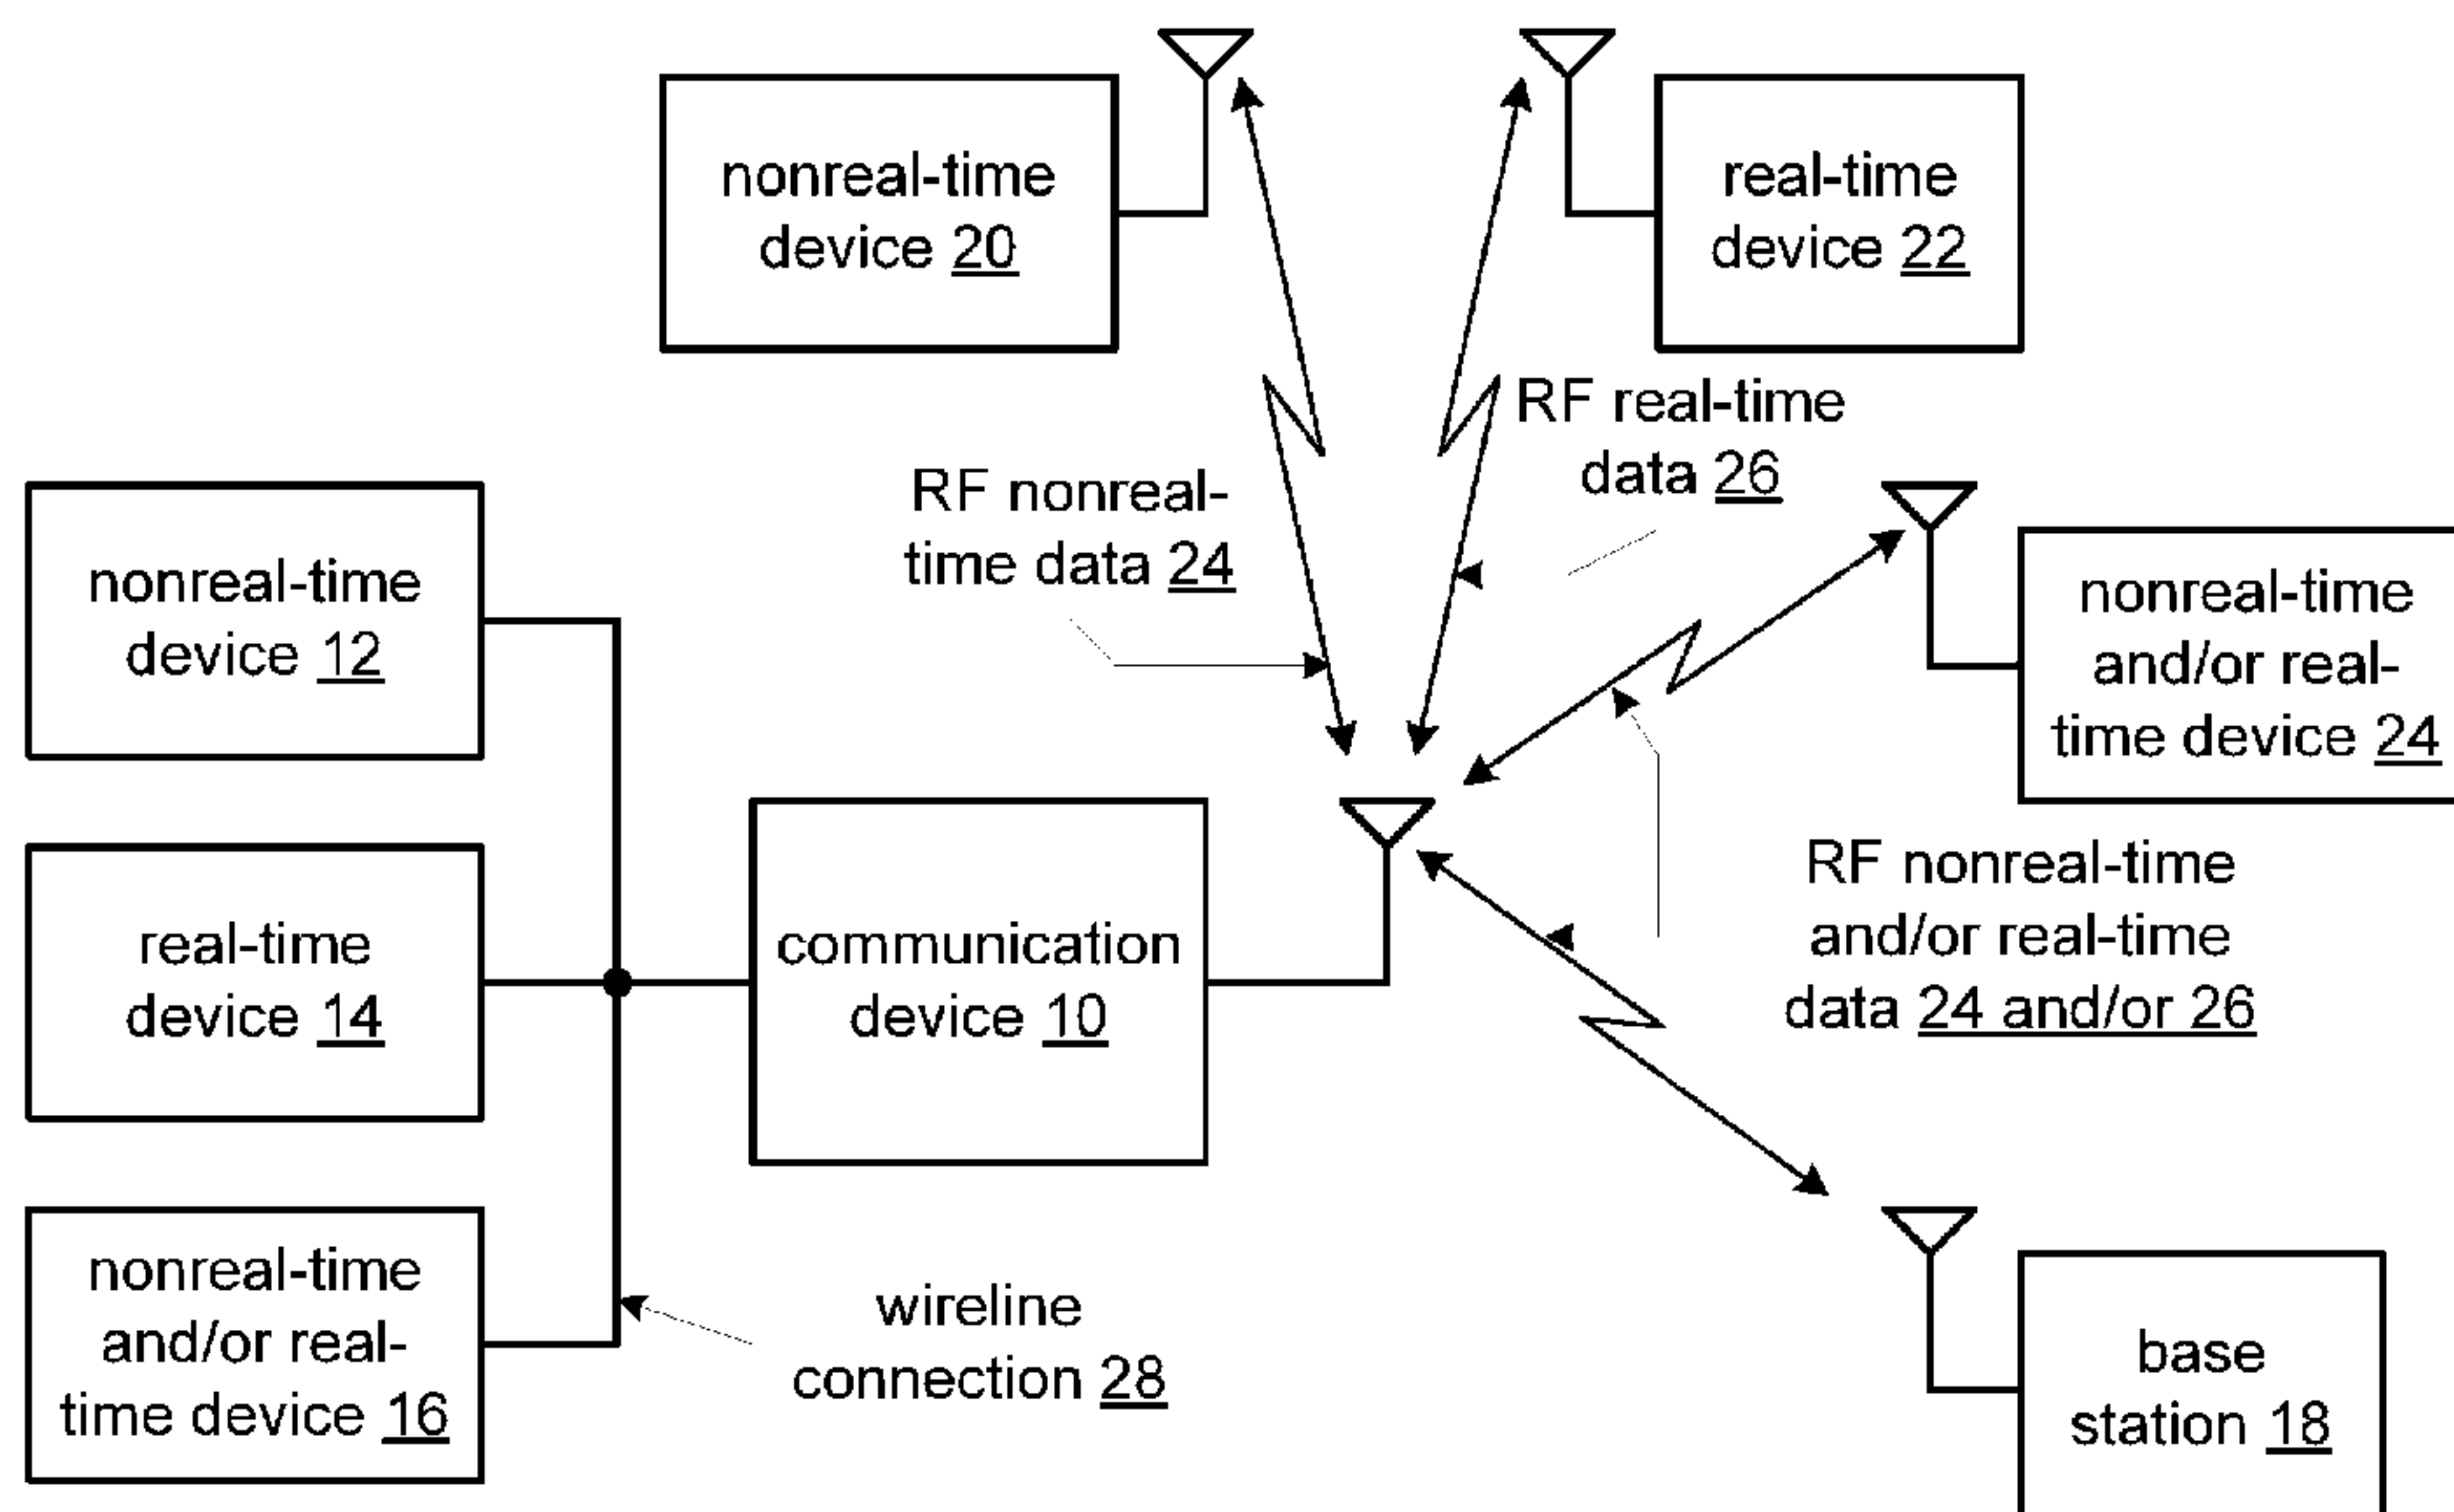 nonreal-time
device 20
real-time
device 22
RF real-time
data 26
RF nonreal-
time data 24
nonreal-time
device 12
nonreal-time
and/or real-
time device 24
real-time
device 14
communication
device 10
RF nonreal-time
and/or real-time
data 24 and/or 26
nonreal-time
and/or real-
time device 16
wireline
connection 28
base
station 18